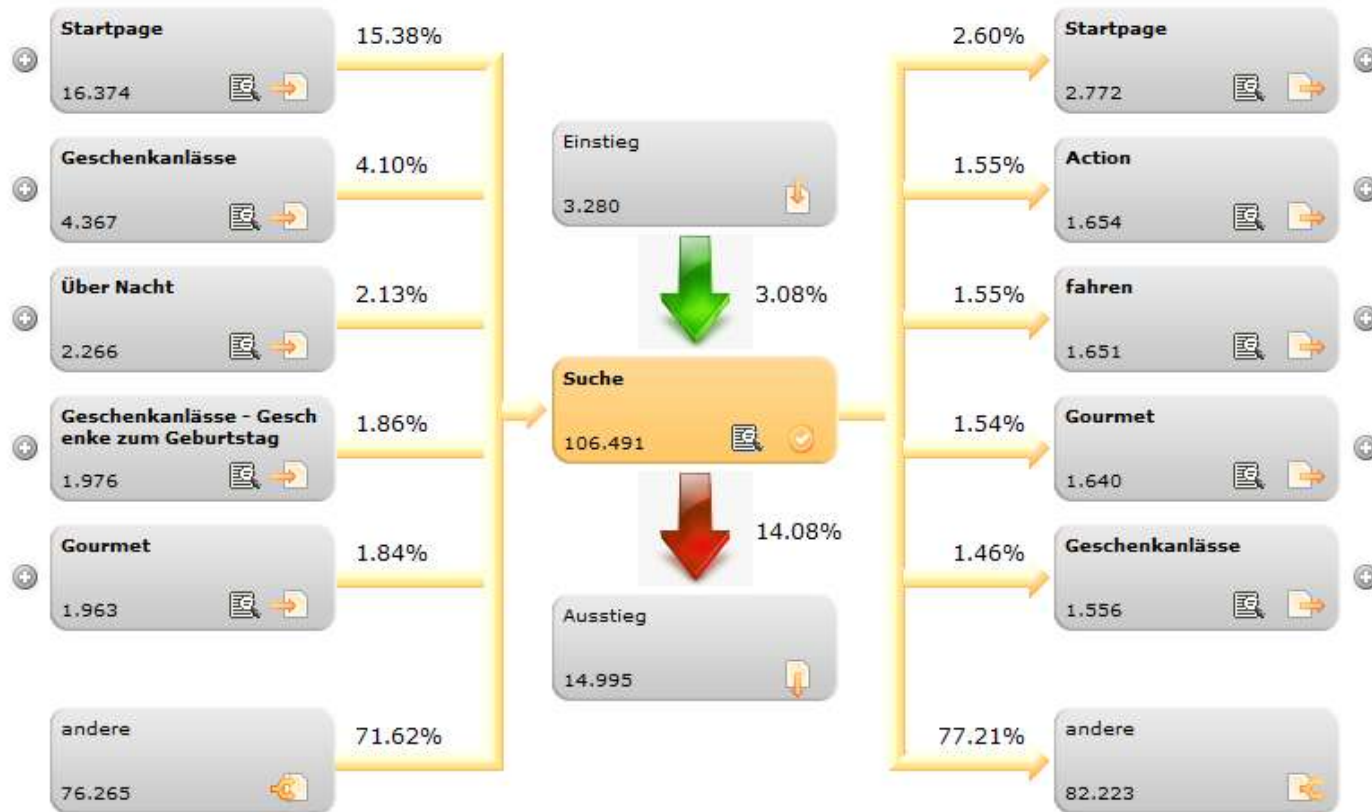 Startpage
15.38%
16.374
Geschenkanlässe
4.10%
4.367
Über Nacht
2.13%
2.266
Geschenkanlässe - Gesch
enke zum Geburtstag
1.86%
1.976
Gourmet
1.84%
1.963
andere
71.62%
76.265
Einstieg
3.280
3.08%
Suche
106.491
14.08%
Ausstieg
14.995
2.60%
Startpage
2.772
1.55%
Action
1.654
1.55%
fahren
1.651
1.54%
Gourmet
1.640
1.46%
Geschenkanlässe
1.556
77.21%
andere
82.223